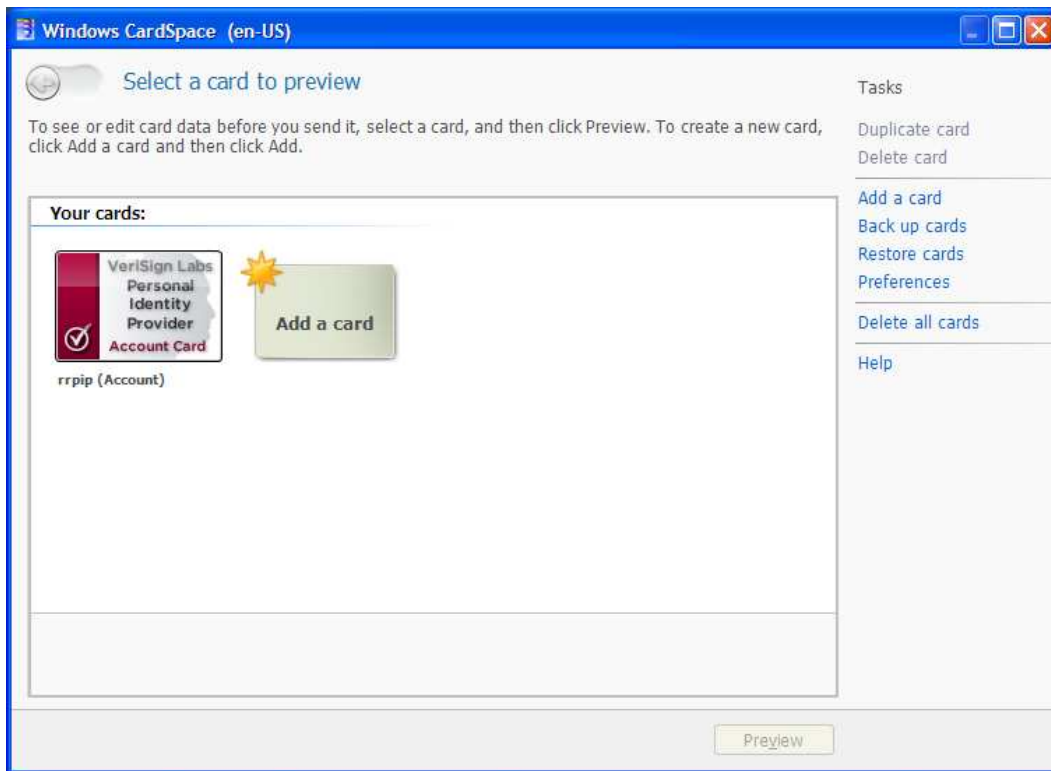 Windows CardSpace (en-US)
Select a card to preview
To see or edit card data before you send it, select a card, and then click Preview. To create a new card,
click Add a card and then click Add.
Your cards:
VeriSign Labs
Personal
Identity
Provider
Account Card
rrpip (Account)
Add a card
Tasks
Duplicate card
Delete card
Add a card
Back up cards
Restore cards
Preferences
Delete all cards
Help
Preview